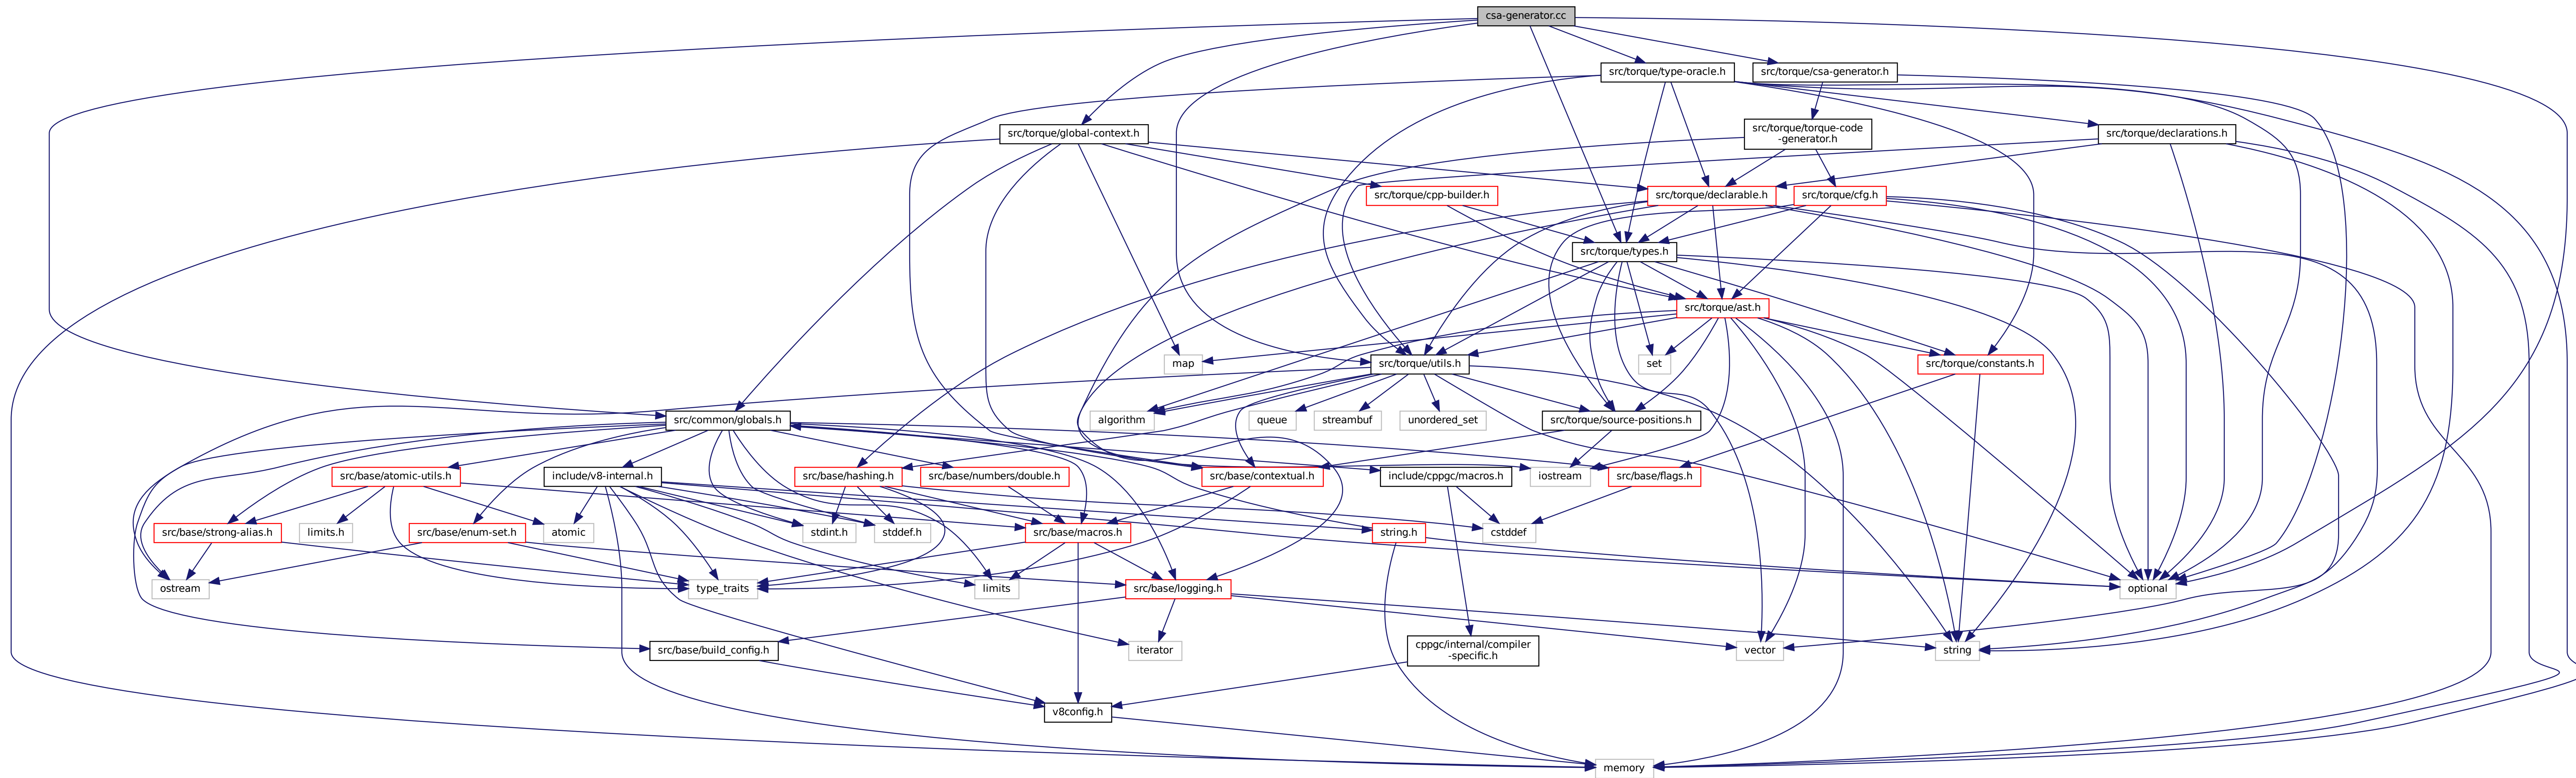 csa-generator.cc
src/torque/type-oracle.h
src/torque/csa-generator.h
src/torque/global-context.h
src/torque/torque-code
-generator.h
src/torque/declarations.h
src/torque/cpp-builder.h
src/torque/declarable.h
src/torque/cfg.h
src/torque/types.h
src/torque/ast.h
map
src/torque/utils.h
set
src/torque/constants.h
src/common/globals.h
algorithm
queue
streambuf
unordered_set
src/torque/source-positions.h
src/base/atomic-utils.h
include/v8-internal.h
src/base/hashing.h
src/base/numbers/double.h
src/base/contextual.h
include/cppgc/macros.h
iostream
src/base/flags.h
src/base/strong-alias.h
limits.h
src/base/enum-set.h
atomic
stdint.h
stddef.h
src/base/macros.h
string.h
cstddef
ostream
type_traits
limits
src/base/logging.h
optional
src/base/build_config.h
iterator
cppgc/internal/compiler
-specific.h
vector
string
v8config.h
memory